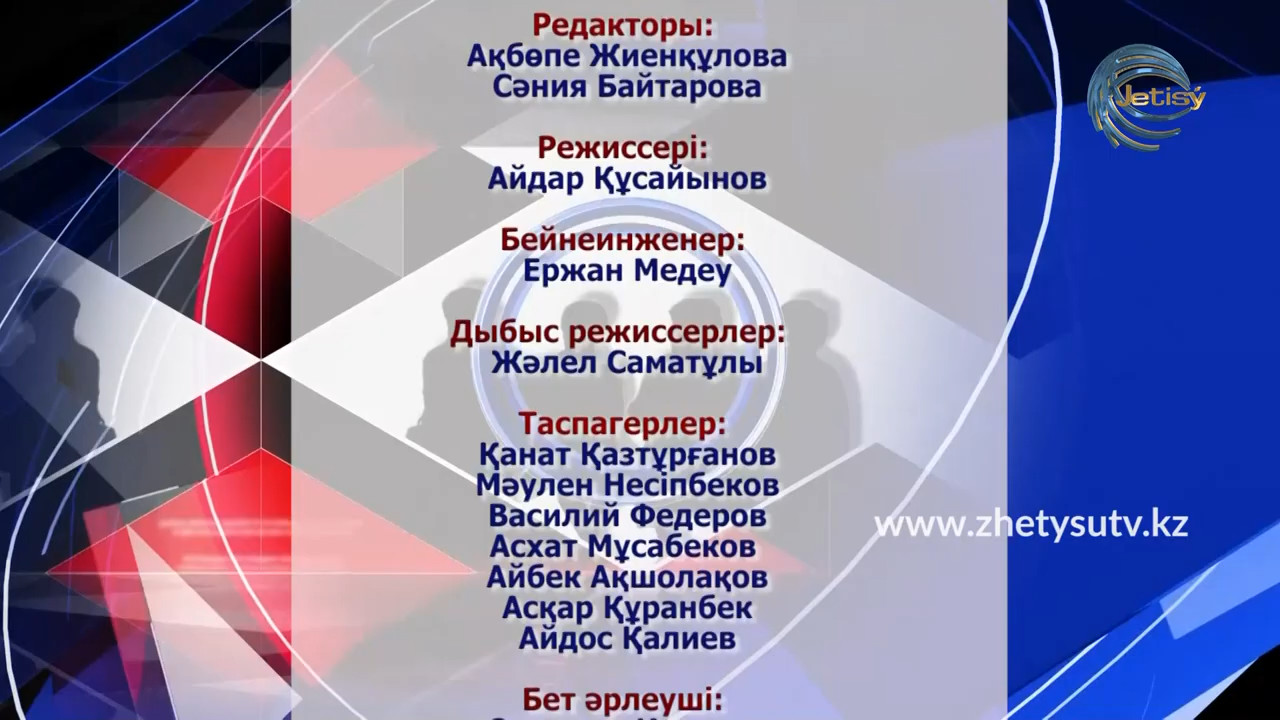 Редакторы:
Ақбөпе Жиенқұлова
Сәния Байтарова
Jetisý
Режиссері:
Айдар Құсайынов
Бейнеинженер:
Ержан Медеу
Дыбыс режиссерлер:
Жәлел Саматұлы
Таспагерлер:
Қанат Қазтұрғанов
Мәулен Несіпбеков
Василий Федеров
www.zhetysutv.kz
Асхат Мұсабеков
Айбек Ақшолақов
Асқар Құранбек
Айдос Қалиев
Бет әрлеуші: